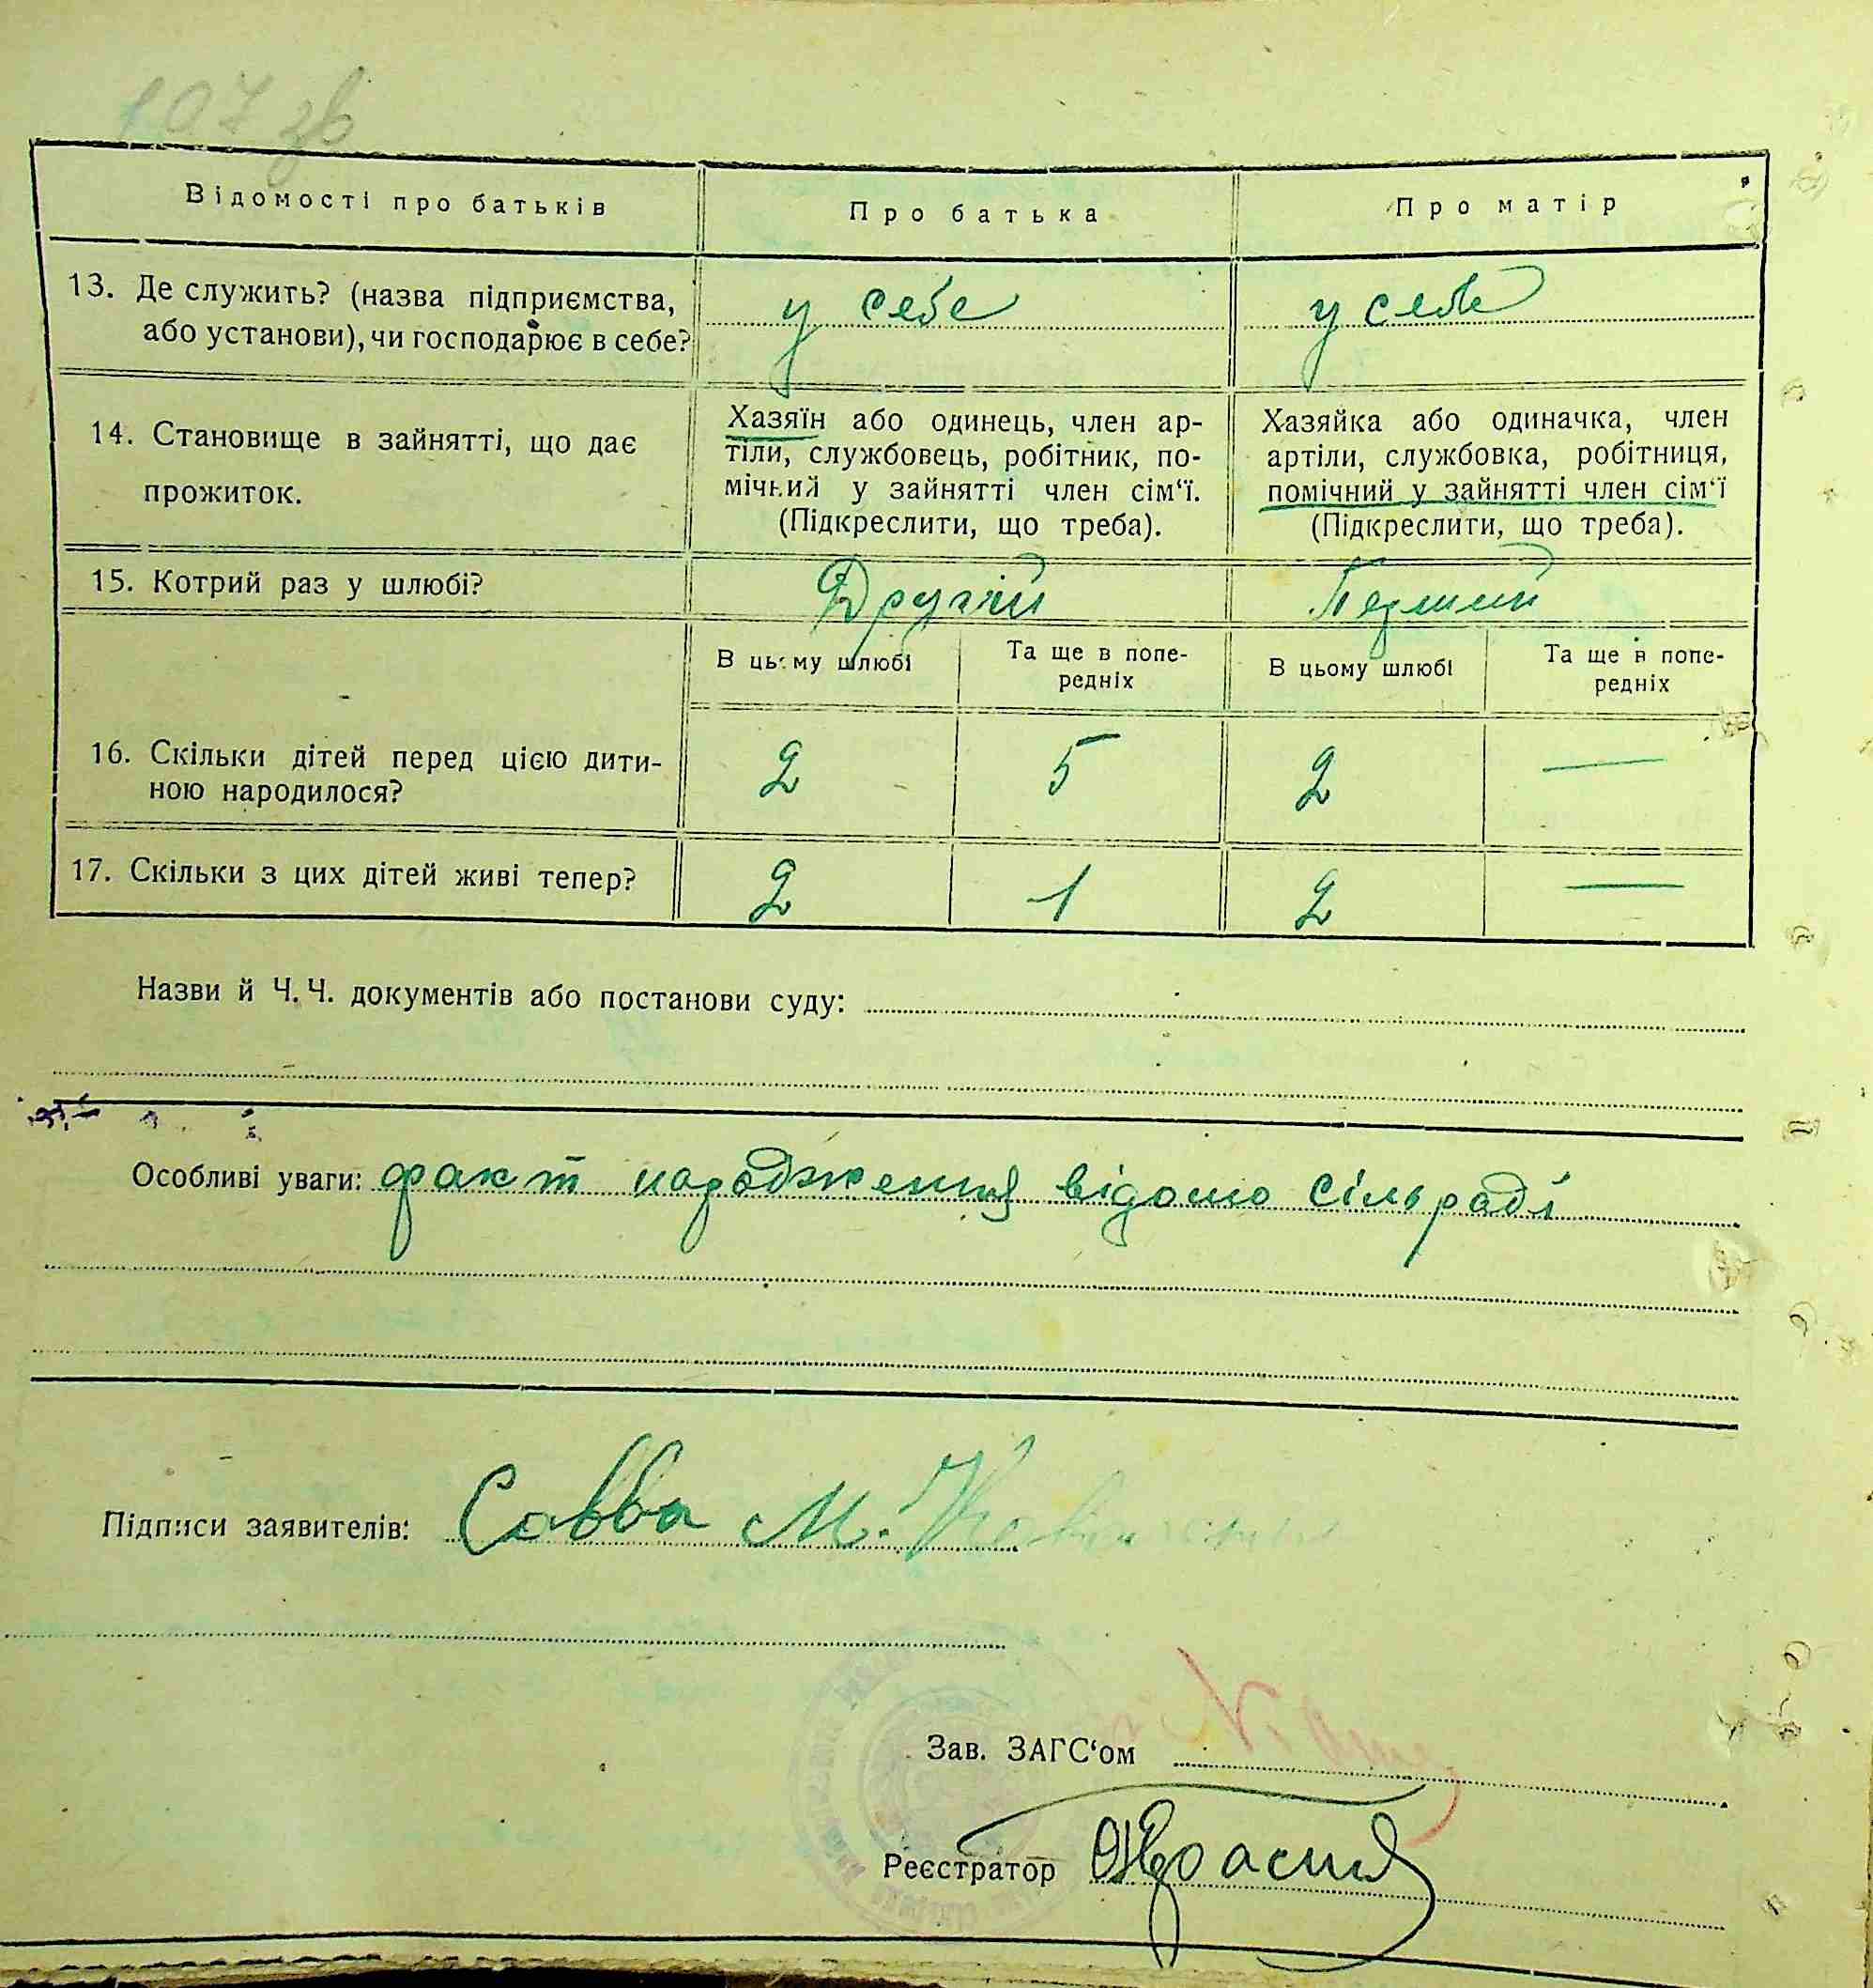 107 зв
Відомості про батьків
Про батька
Про матір
13. Де служить? (назва підприємства,
або установи), чи господарює в себе?
у себе
у себе
14. Становище в зайнятті, що дає
прожиток.
Хазяїн або одинець, член ар-
тіли, службовець, робітник, по-
мічний у зайнятті член сім‘ї.
(Підкреслити, що треба).
Хазяйка або одиначка, член
артіли, службовка, робітниця,
помічний у зайнятті член сім‘ї
(Підкреслити, що треба).
15. Котрий раз у шлюбі?
Другий
Перший
В цьому шлюбі
Та ще в попе-
редніх
В цьому шлюбі
Та ще в попе-
редніх
16. Скільки дітей перед цією дити-
ною народилося?
2
5
2
—
17. Скільки з цих дітей живі тепер?
2
1
2
—
Назви й Ч. Ч. документів або постанови суду:
Особливі уваги: факт народження відомо сільраді
Підписи заявителів: Савва М.
Зав. ЗАГС‘ом
Реєстратор